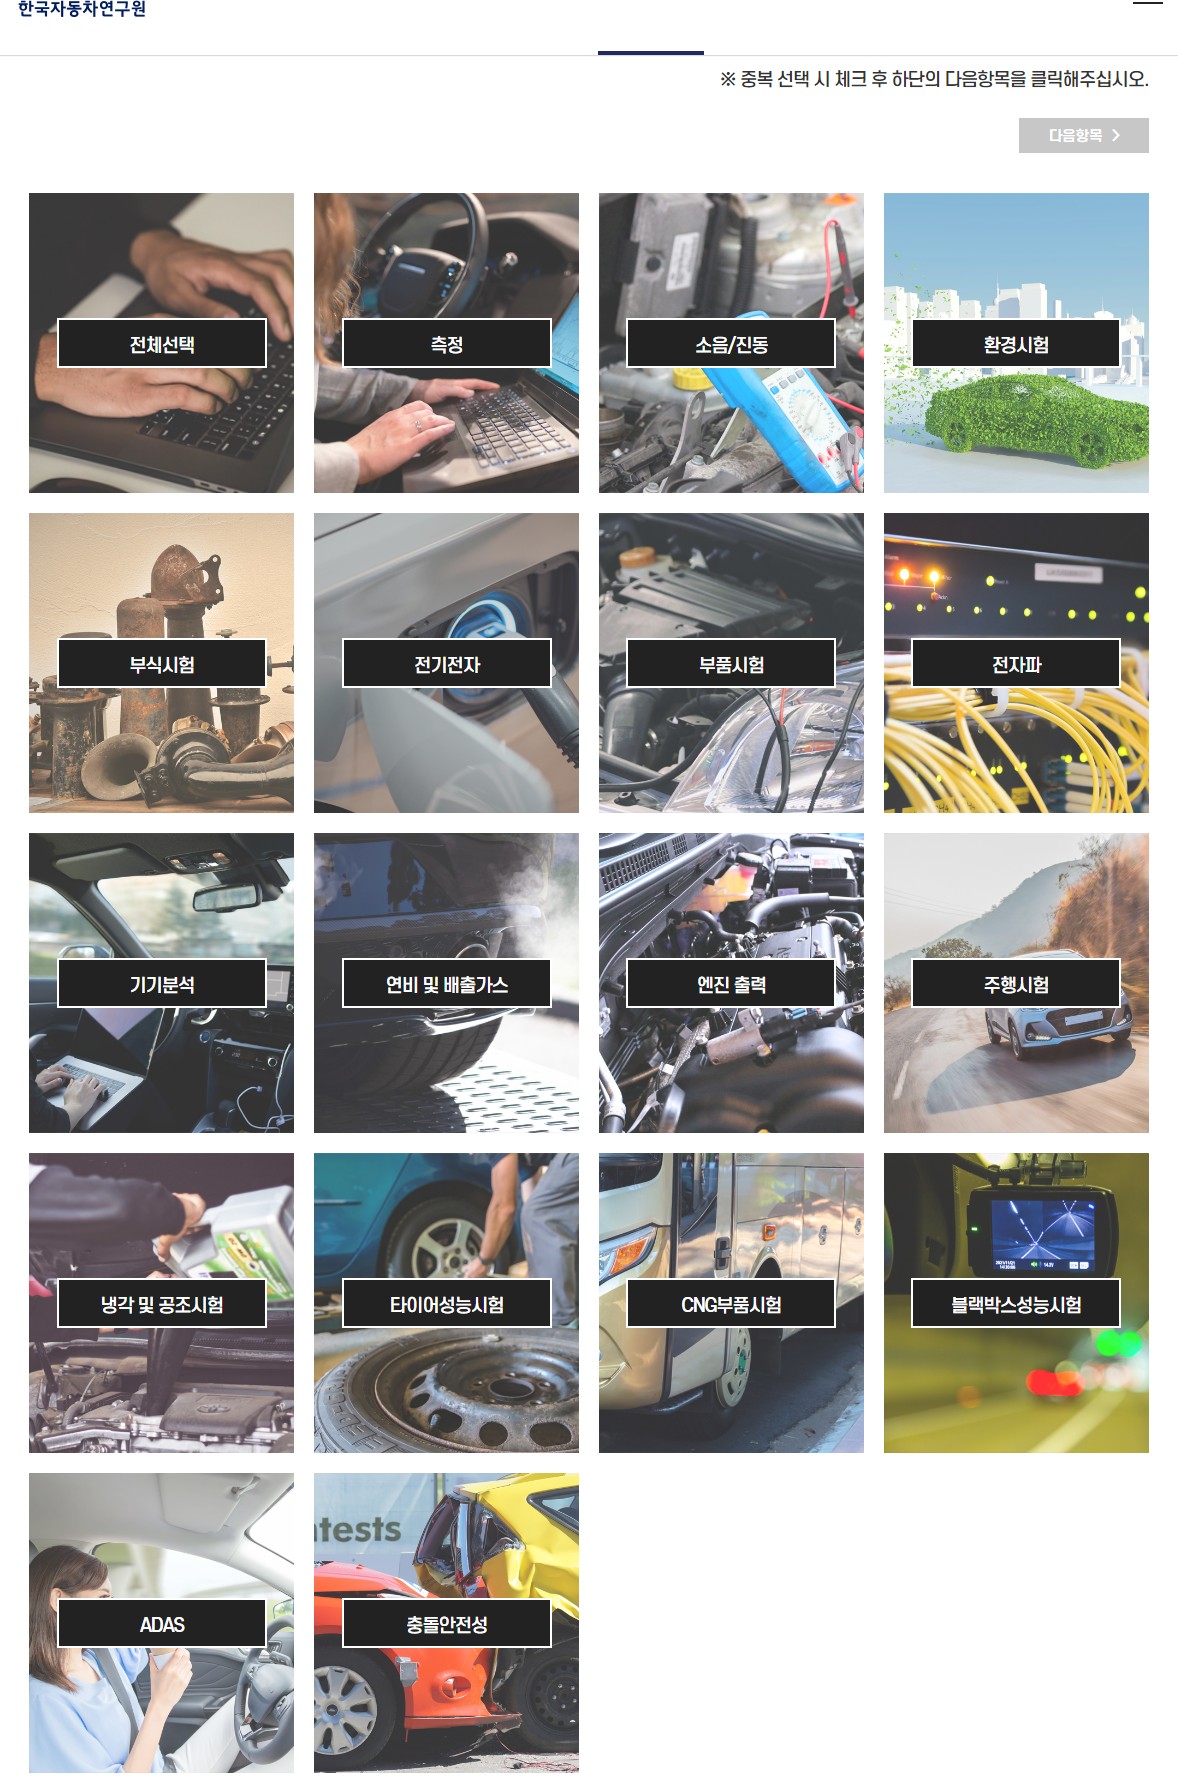 한국자동차연구원
※ 중복 선택 시 체크 후 하단의 다음항목을 클릭해주십시오.
다음항목
전체선택
측정
소음/진동
환경시험
부식시험
전기전자
부품시험
전자파
기기분석
연비 및 배출가스
엔진 출력
주행시험
냉각 및 공조시험
타이어성능시험
CNG부품시험
블랙박스성능시험
ADAS
tests
충돌안전성